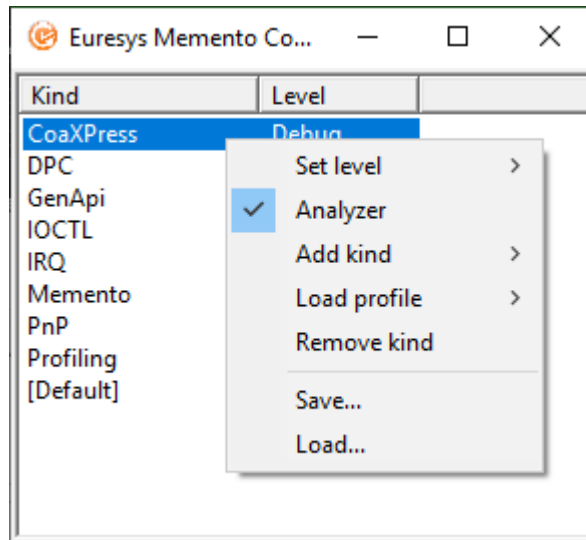 Euresys Memento Co...
Kind Level
CoaXPress Debug
DPC
GenApi
IOCTL
IRQ
Memento
PnP
Profiling
[Default]
Set level
Analyzer
Add kind
Load profile
Remove kind
Save...
Load...